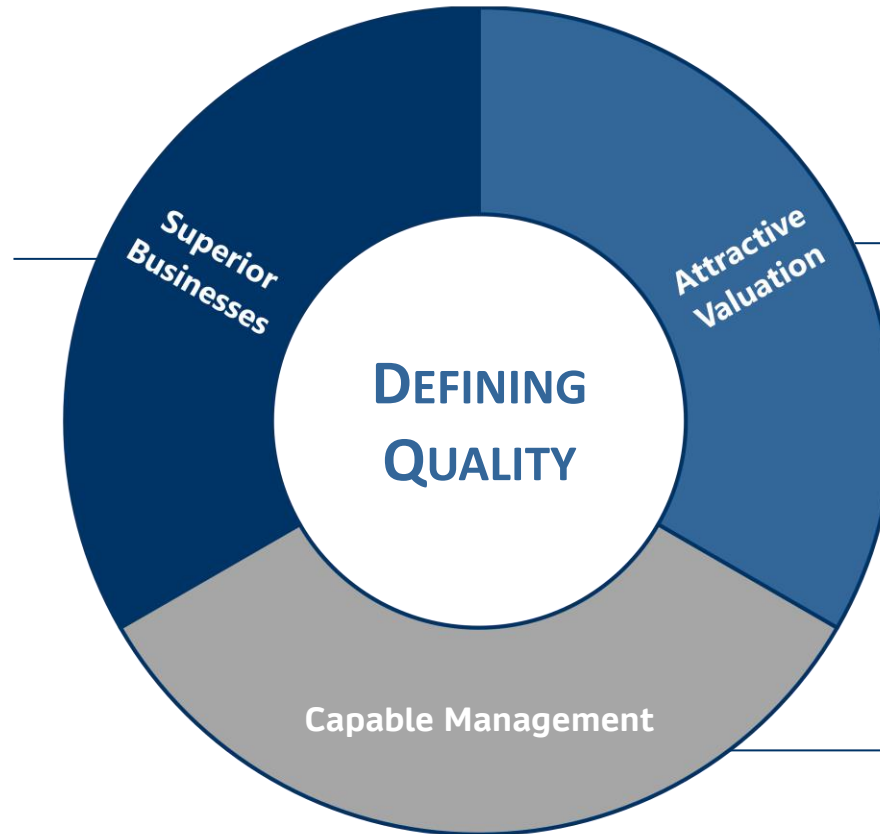 Superior
Businesses
Attractive
Valuation
DEFINING
QUALITY
Capable Management